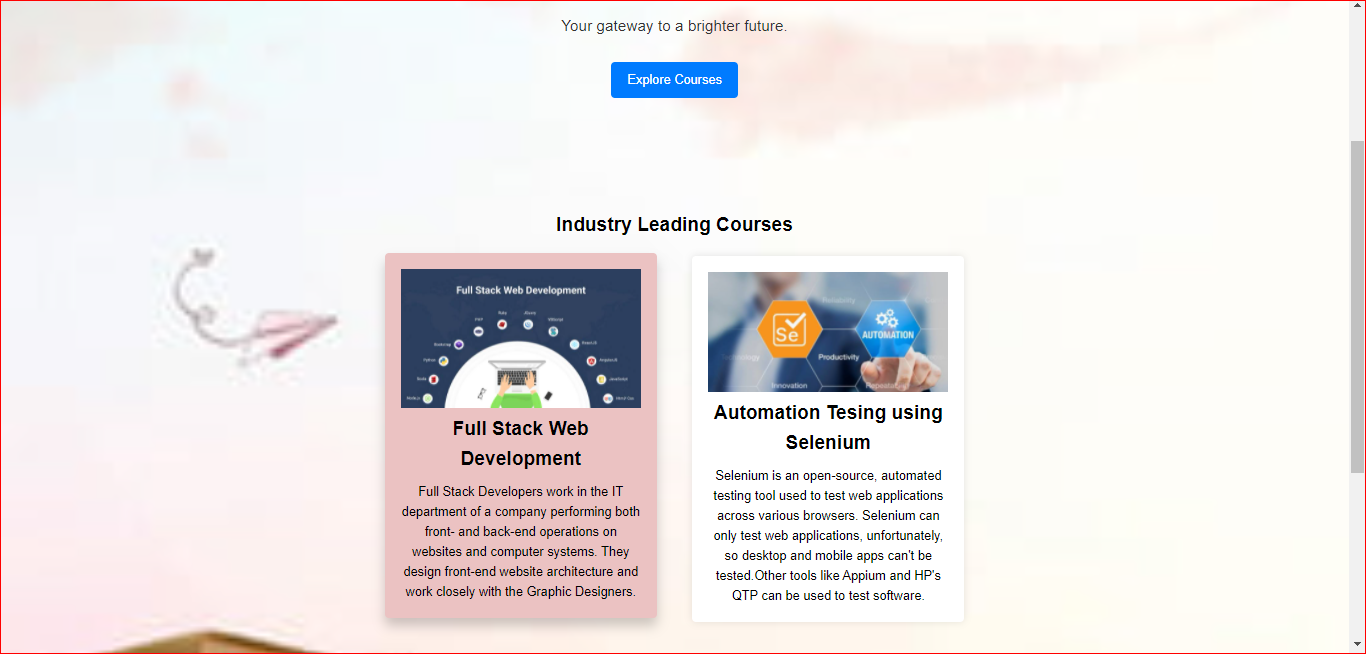 Your gateway to a brighter future.
Explore Courses
Industry Leading Courses
Full Stack Web Development
Full Stack Web
Development
Full Stack Developers work in the IT
department of a company performing both
front- and back-end operations on
websites and computer systems. They
design front-end website architecture and
work closely with the Graphic Designers.
Reliability
Se
AUTOMATION
Technology
Productivity
Innovation
Automation Tesing using
Selenium
Selenium is an open-source, automated
testing tool used to test web applications
across various browsers. Selenium can
only test web applications, unfortunately,
so desktop and mobile apps can't be
tested.Other tools like Appium and HP's
QTP can be used to test software.